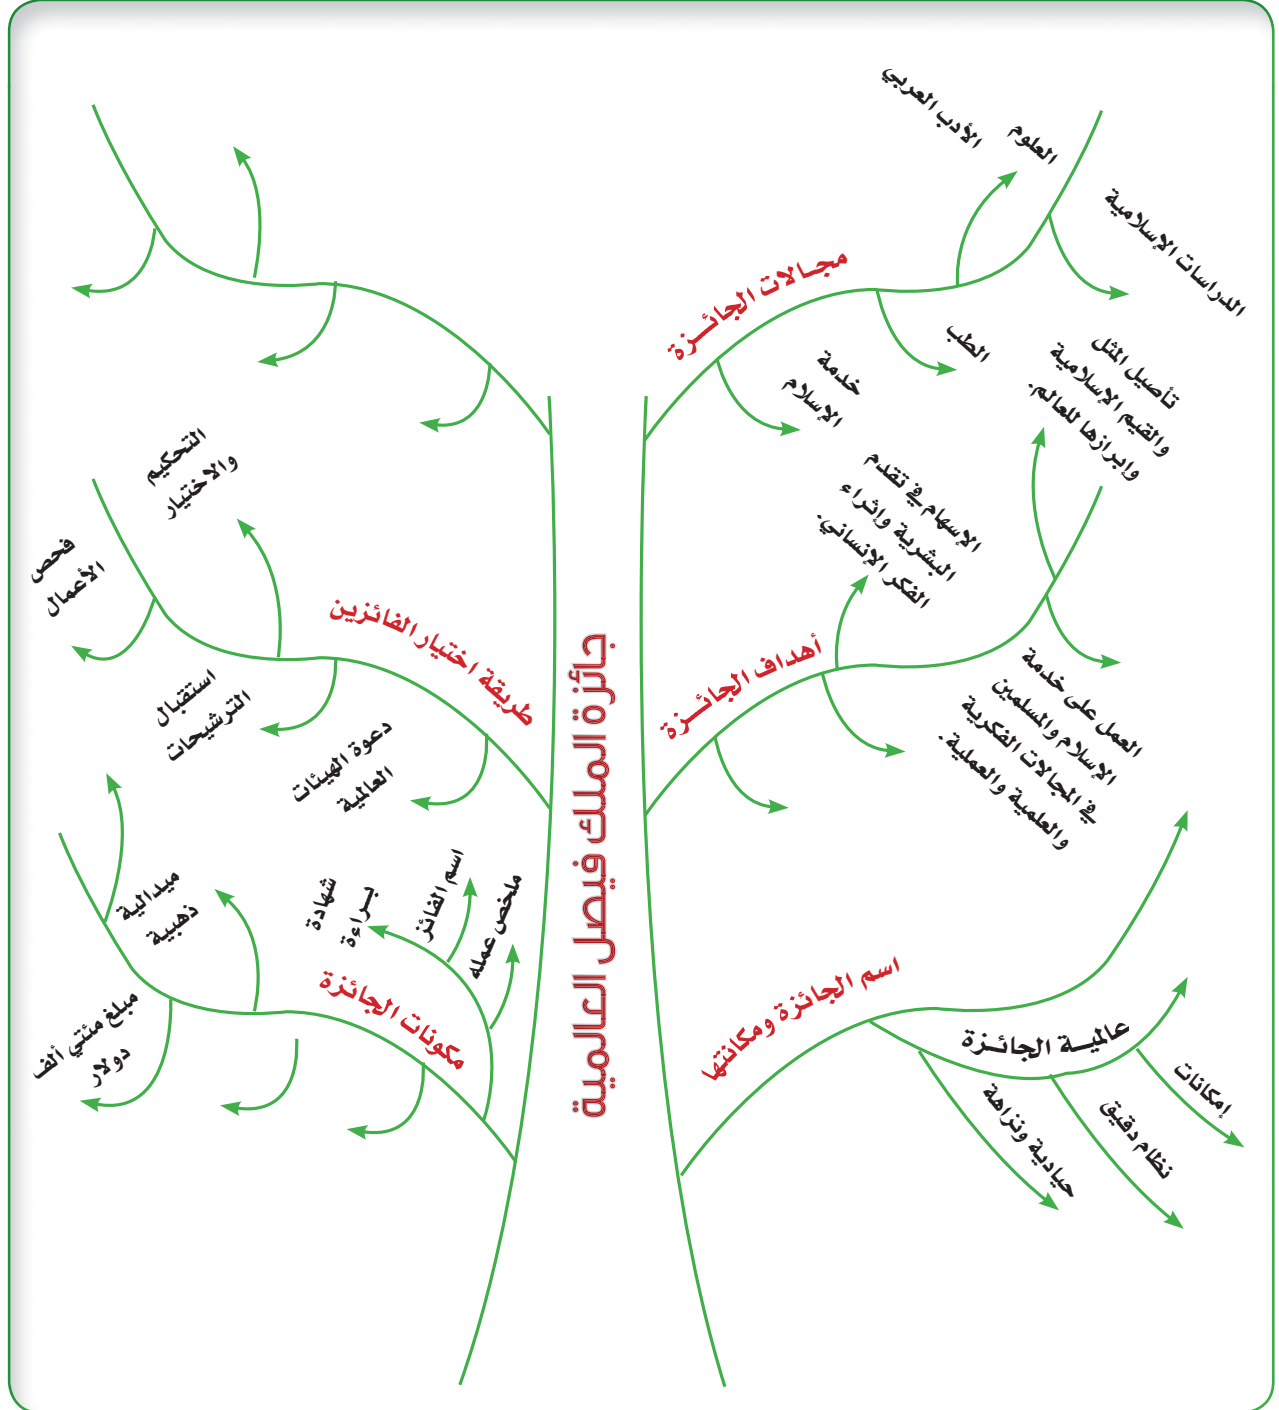 جائزة الملك فيصل العالمية
مجالات الجائزة
الأدب العربي
العلوم
الدراسات الإسلامية
الطب
خدمة
الإسلام
أهداف الجائزة
تأصيل المثل
والقيم الإسلامية
وإبرازها للعالم.
الإسهام في تقدم
البشرية وإثراء
الفكر الإنساني.
العمل على خدمة
الإسلام والمسلمين
في المجالات الفكرية
والعلمية والعملية.
اسم الجائزة ومكانتها
عالمية الجائزة
إمكانات
نظام دقيق
حيادية ونزاهة
طريقة اختيار الفائزين
التحكيم
والاختيار
فحص
الأعمال
استقبال
الترشيحات
دعوة الهيئات
العالمية
مكونات الجائزة
ملخص عمله
اسم الفائز
شهادة
براءة
ميدالية
ذهبية
مبلغ مئتي ألف
دولار